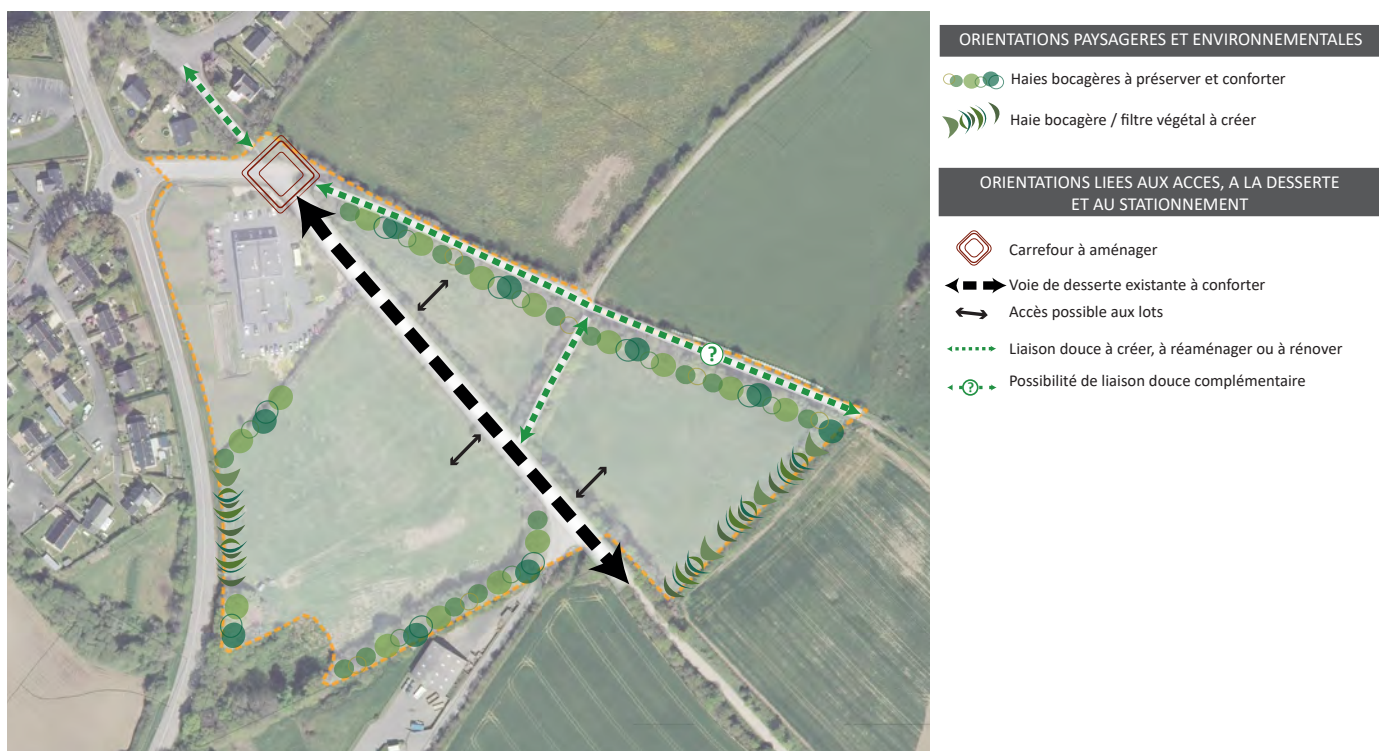 ORIENTATIONS PAYSAGERES ET ENVIRONNEMENTALES
Haies bocagères à préserver et conforter
Haie bocagère / filtre végétal à créer
ORIENTATIONS LIEES AUX ACCES, A LA DESSERTE
ET AU STATIONNEMENT
Carrefour à aménager
Voie de desserte existante à conforter
Accès possible aux lots
Liaison douce à créer, à réaménager ou à rénover
?
Possibilité de liaison douce complémentaire
?